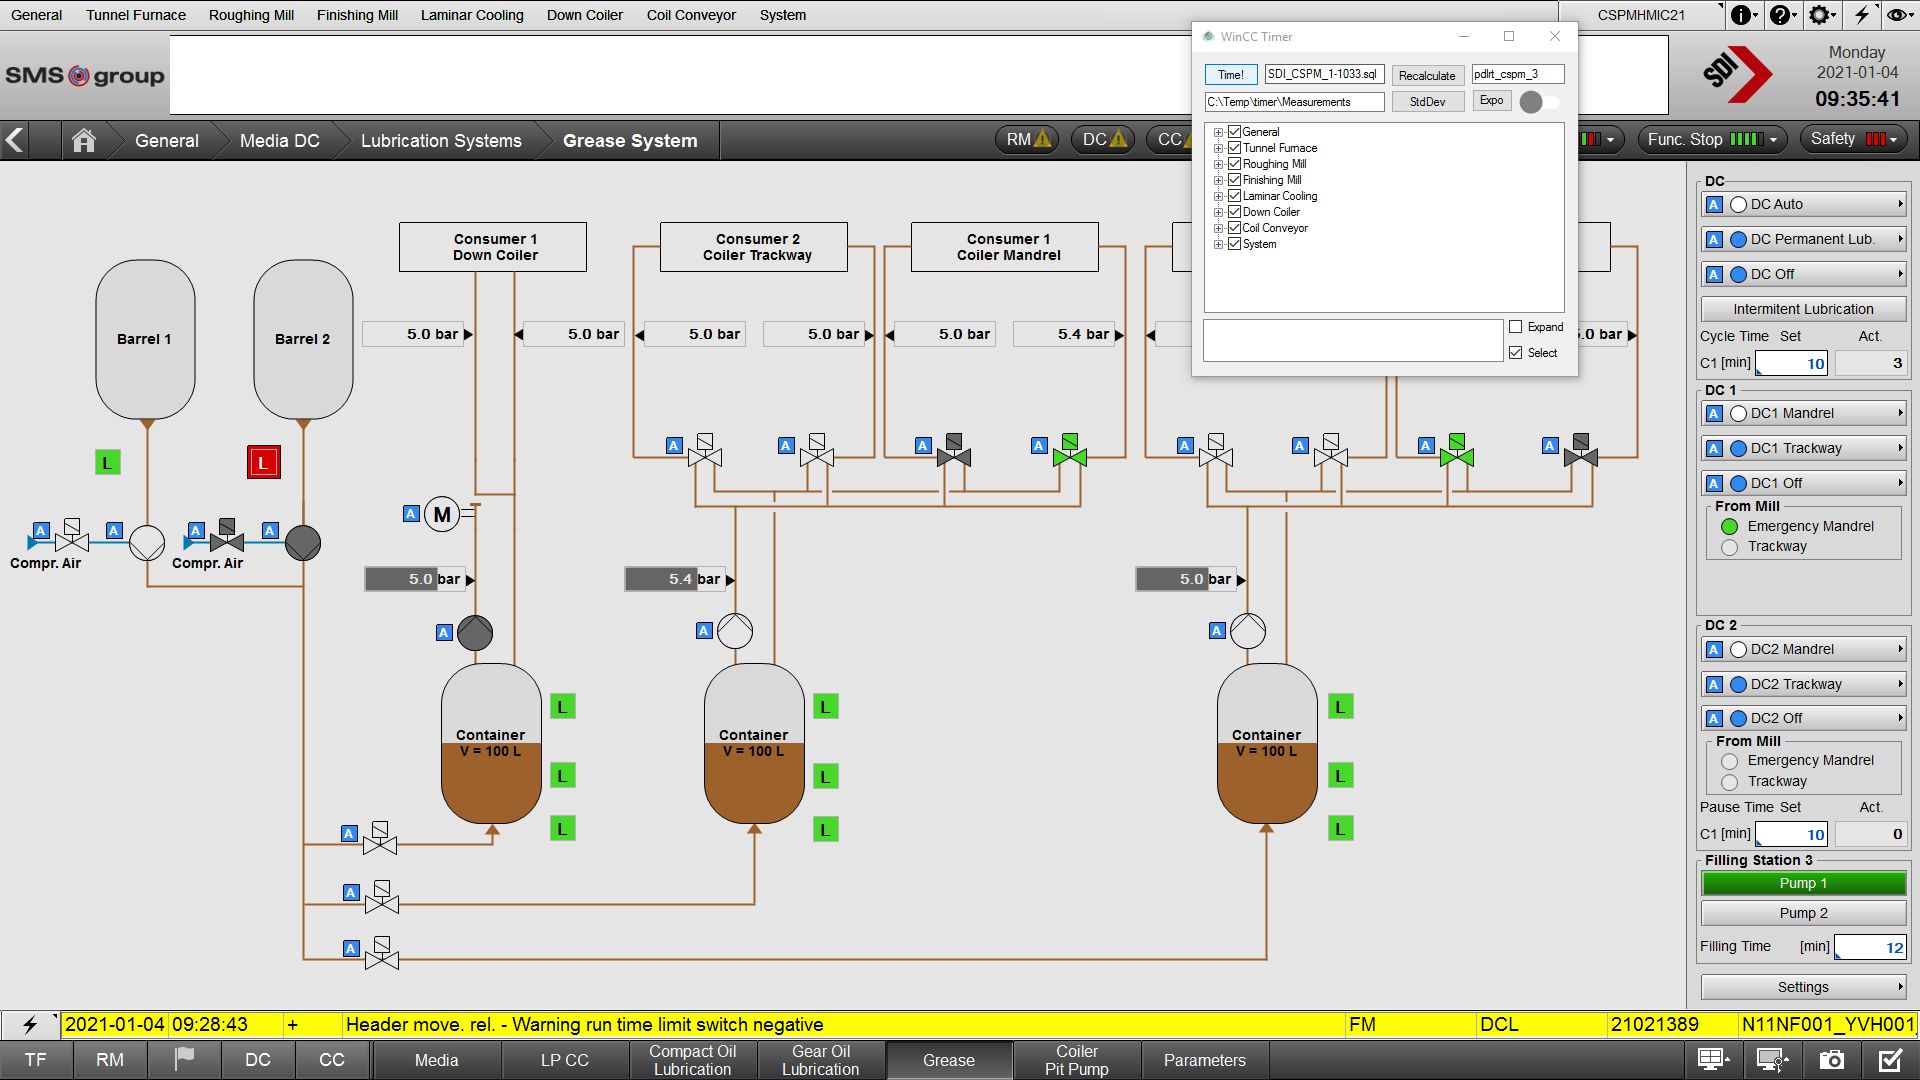 General Tunnel Furnace Roughing Mill Finishing Mill Laminar Cooling Down Coiler Coil Conveyor System CSPMHMIC21
SMS group
WinCC Timer
Time! SDI_CSPM_1-1033.sql Recalculate pdlrt_cspm_3
C:\Temp\timer\Measurements StdDev Expo
General
Tunnel Furnace
Roughing Mill
Finishing Mill
Laminar Cooling
Down Coiler
Coil Conveyor
System
Expand
Select
SDI
Monday
2021-01-04
09:35:41
General Media DC Lubrication Systems Grease System RM DC CC Func. Stop Safety
Consumer 1
Down Coiler
Consumer 2
Coiler Trackway
Consumer 1
Coiler Mandrel
Barrel 1
Barrel 2
5.0 bar 5.0 bar 5.0 bar 5.0 bar 5.0 bar 5.4 bar .0 bar
A A A A A A A A
L L
A M
A A A A
Compr. Air Compr. Air
5.0 bar 5.4 bar 5.0 bar
A A A
Container
V = 100 L
L
L
L
Container
V = 100 L
L
L
L
Container
V = 100 L
L
L
L
A
A
A
DC
A DC Auto
A DC Permanent Lub.
A DC Off
Intermitent Lubrication
Cycle Time Set Act.
C1 [min] 10 3
DC 1
A DC1 Mandrel
A DC1 Trackway
A DC1 Off
From Mill
Emergency Mandrel
Trackway
DC 2
A DC2 Mandrel
A DC2 Trackway
A DC2 Off
From Mill
Emergency Mandrel
Trackway
Pause Time Set Act.
C1 [min] 10 0
Filling Station 3
Pump 1
Pump 2
Filling Time [min] 12
Settings
2021-01-04 09:28:43 + Header move. rel. - Warning run time limit switch negative FM DCL 21021389 N11NF001_YVH001
TF RM DC CC Media LP CC Compact Oil Lubrication Gear Oil Lubrication Grease Coiler Pit Pump Parameters